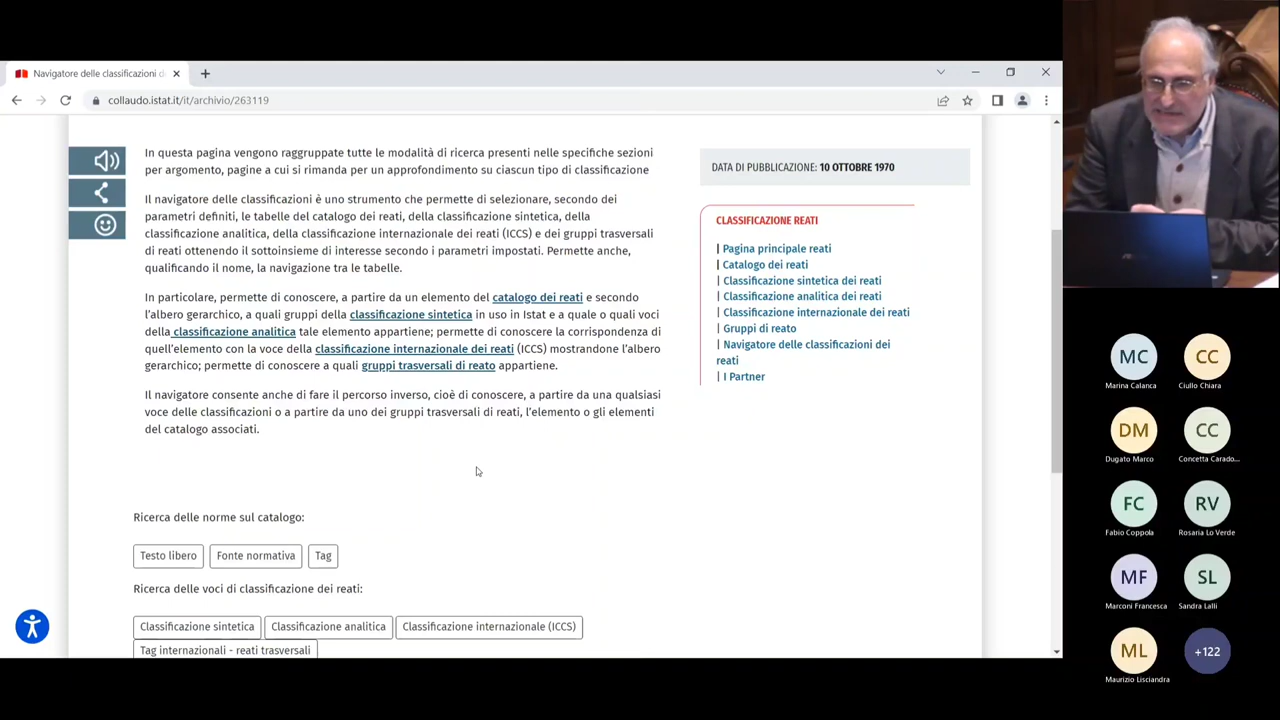 Navigatore delle classificazioni d
collaudo.istat.it/it/archivio/263119
In questa pagina vengono raggruppate tutte le modalità di ricerca presenti nelle specifiche sezioni
per argomento, pagine a cui si rimanda per un approfondimento su ciascun tipo di classificazione
Il navigatore delle classificazioni è uno strumento che permette di selezionare, secondo dei
parametri definiti, le tabelle del catalogo dei reati, della classificazione sintetica, della
classificazione analitica, della classificazione internazionale dei reati (ICCS) e dei gruppi trasversali
di reati ottenendo il sottoinsieme di interesse secondo i parametri impostati. Permette anche,
qualificando il nome, la navigazione tra le tabelle.
In particolare, permette di conoscere, a partire da un elemento del catalogo dei reati e secondo
l'albero gerarchico, a quali gruppi della classificazione sintetica in uso in Istat e a quale o quali voci
della classificazione analitica tale elemento appartiene; permette di conoscere la corrispondenza di
quell'elemento con la voce della classificazione internazionale dei reati (ICCS) mostrandone l'albero
gerarchico; permette di conoscere a quali gruppi trasversali di reato appartiene.
Il navigatore consente anche di fare il percorso inverso, cioè di conoscere, a partire da una qualsiasi
voce delle classificazioni o a partire da uno dei gruppi trasversali di reati, l'elemento o gli elementi
del catalogo associati.
Ricerca delle norme sul catalogo:
Testo libero Fonte normativa Tag
Ricerca delle voci di classificazione dei reati:
Classificazione sintetica Classificazione analitica Classificazione internazionale (ICCS)
Tag internazionali - reati trasversali
DATA DI PUBBLICAZIONE: 10 OTTOBRE 1970
CLASSIFICAZIONE REATI
| Pagina principale reati
| Catalogo dei reati
| Classificazione sintetica dei reati
| Classificazione analitica dei reati
| Classificazione internazionale dei reati
| Gruppi di reato
| Navigatore delle classificazioni dei
reati
| I Partner
MC CC
Marina Calanca Ciullo Chiara
DM CC
Dugato Marco Concetta Carado...
FC RV
Fabio Coppola Rosaria Lo Verde
MF SL
Marconi Francesca Sandra Lalli
ML +122
Maurizio Lisciandra